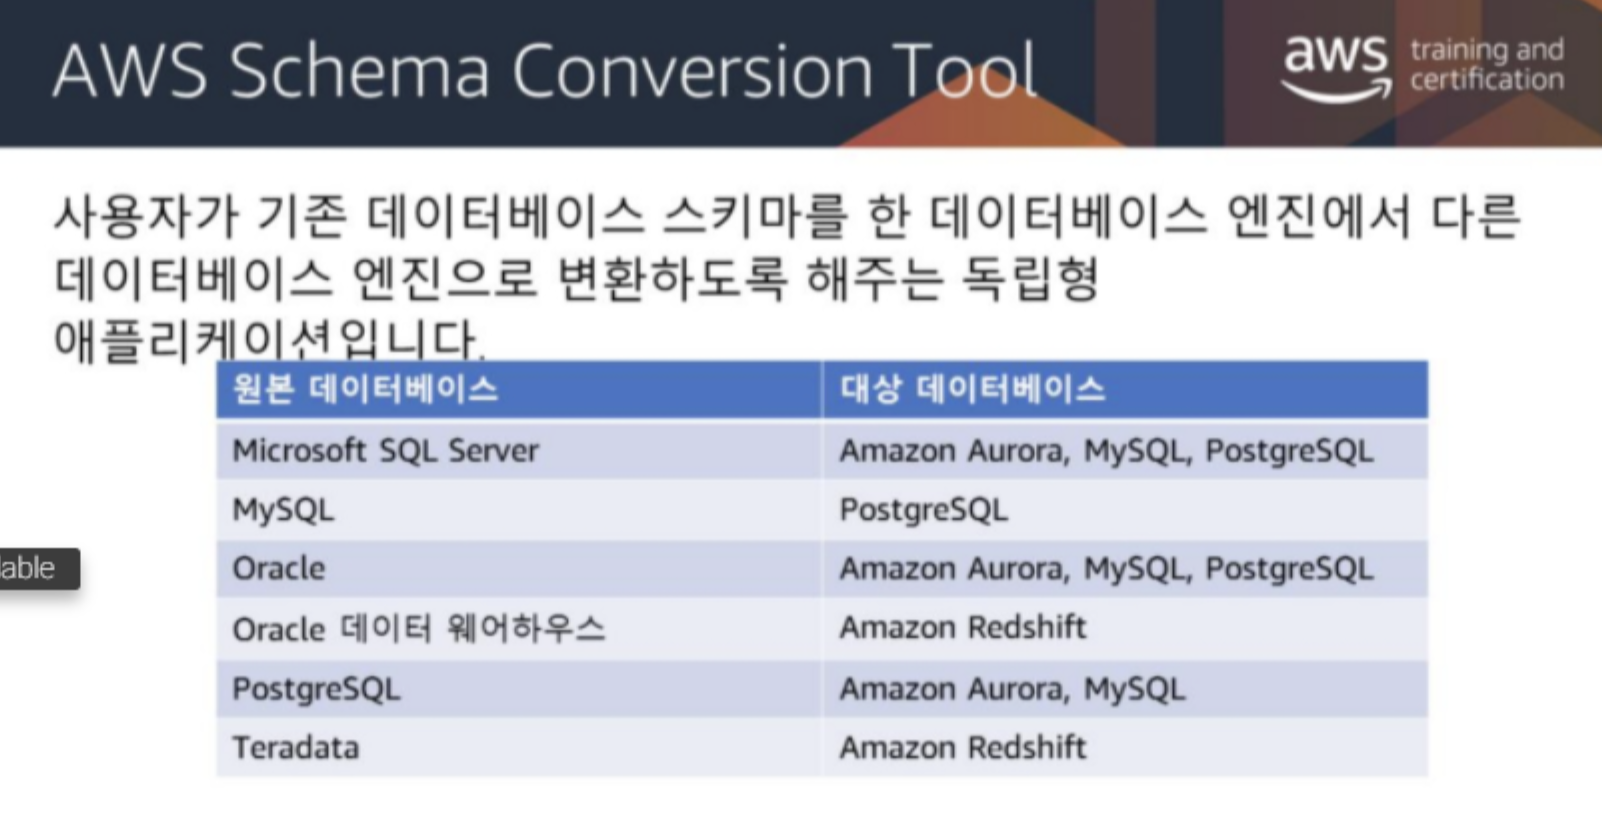 AWS Schema Conversion Tool
aws training and
certification
사용자가 기존 데이터베이스 스키마를 한 데이터베이스 엔진에서 다른
데이터베이스 엔진으로 변환하도록 해주는 독립형
애플리케이션입니다.
원본 데이터베이스 대상 데이터베이스
Microsoft SQL Server Amazon Aurora, MySQL, PostgreSQL
MySQL PostgreSQL
Oracle Amazon Aurora, MySQL, PostgreSQL
lable
Oracle 데이터 웨어하우스 Amazon Redshift
PostgreSQL Amazon Aurora, MySQL
Teradata Amazon Redshift